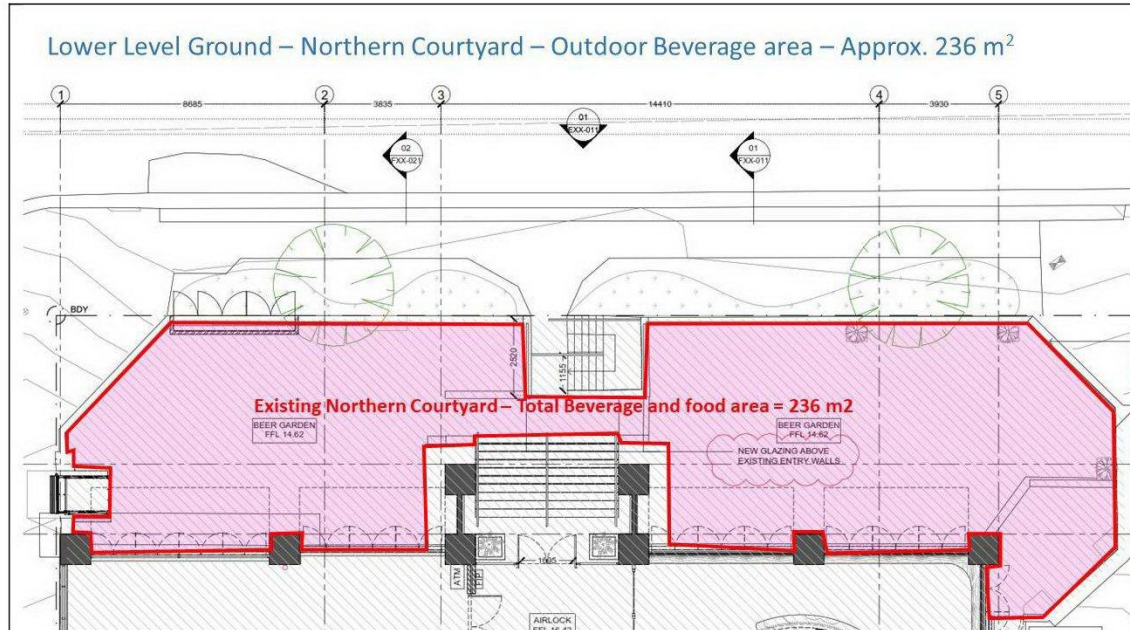 Lower Level Ground – Northern Courtyard – Outdoor Beverage area – Approx. 236 m²
1 2 3 4 5
8685 3835 14410 3930
01
EXX-011
02
FXX-021
01
FXX-011
BDY
2520
1155
Existing Northern Courtyard – Total Beverage and food area = 236 m2
BEER GARDEN
FFL 14.62
BEER GARDEN
FFL 14.62
NEW GLAZING ABOVE
EXISTING ENTRY WALLS
ATM
AIRLOCK